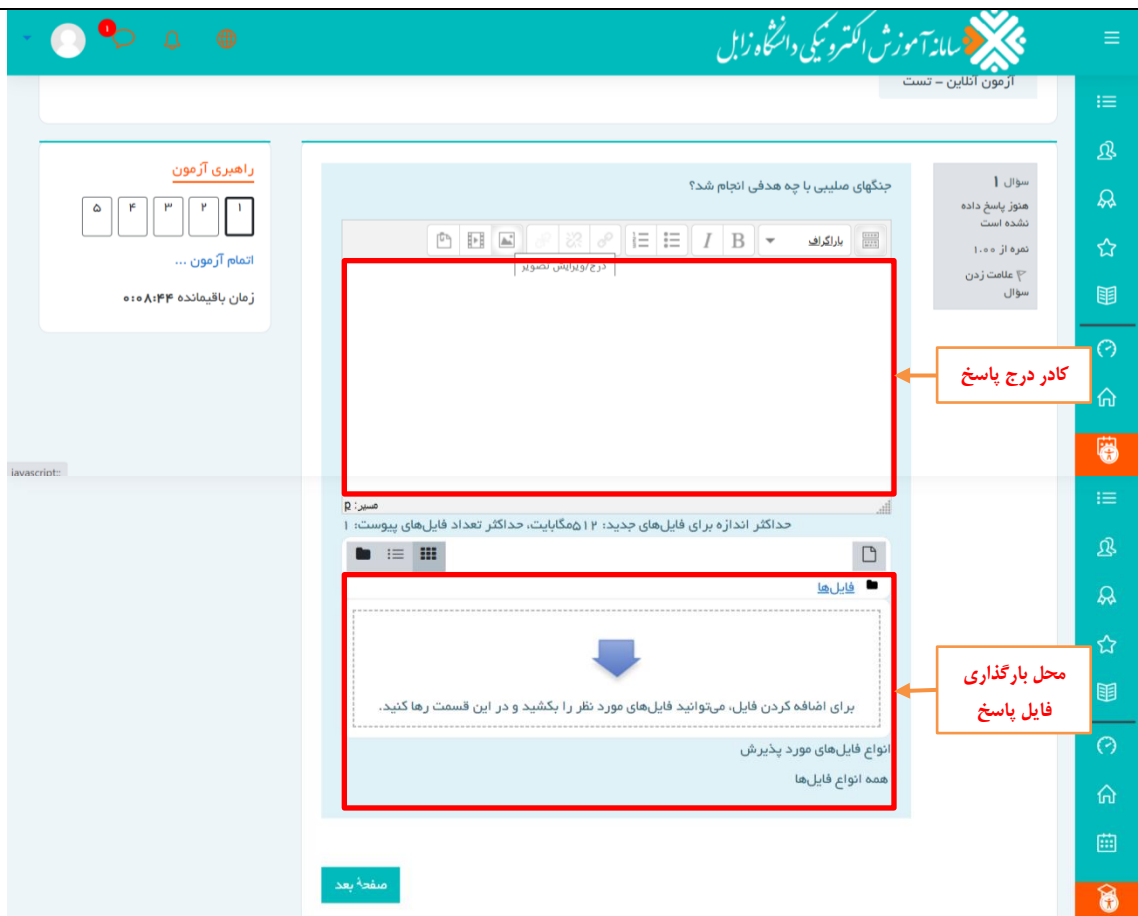 ۱
سامانه آموزش الکترونیکی دانشگاه زابل
آزمون آنلاین – تست
سؤال ۱
هنوز پاسخ داده
نشده است
نمره از ۱.۰۰
علامت زدن
سؤال
جنگهای صلیبی با چه هدفی انجام شد؟
پاراگراف
B I
درج/ویرایش تصویر
کادر درج پاسخ
مسیر: p
حداکثر اندازه برای فایل‌های جدید: ۵۱۲مگابایت، حداکثر تعداد فایل‌های پیوست: ۱
فایل‌ها
برای اضافه کردن فایل، می‌توانید فایل‌های مورد نظر را بکشید و در این قسمت رها کنید.
محل بارگذاری
فایل پاسخ
انواع فایل‌های مورد پذیرش
همه انواع فایل‌ها
صفحهٔ بعد
راهبری آزمون
۱ ۲ ۳ ۴ ۵
اتمام آزمون ...
زمان باقیمانده ۰:۰۸:۴۴
javascript:;